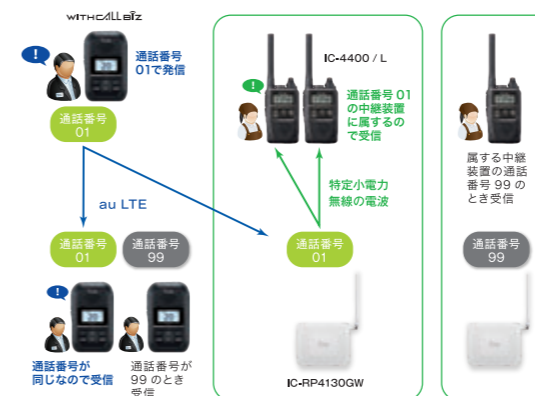 WITHCALL BIZ
!
通話番号
01で発信
通話番号
01
au LTE
通話番号
01
通話番号
99
!
通話番号が
同じなので受信
通話番号が
99 のとき
受信
IC-4400 / L
!
通話番号 01
の中継装置
に属するの
で受信
特定小電力
無線の電波
通話番号
01
IC-RP4130GW
属する中継
装置の通話
番号 99 の
とき受信
通話番号
99